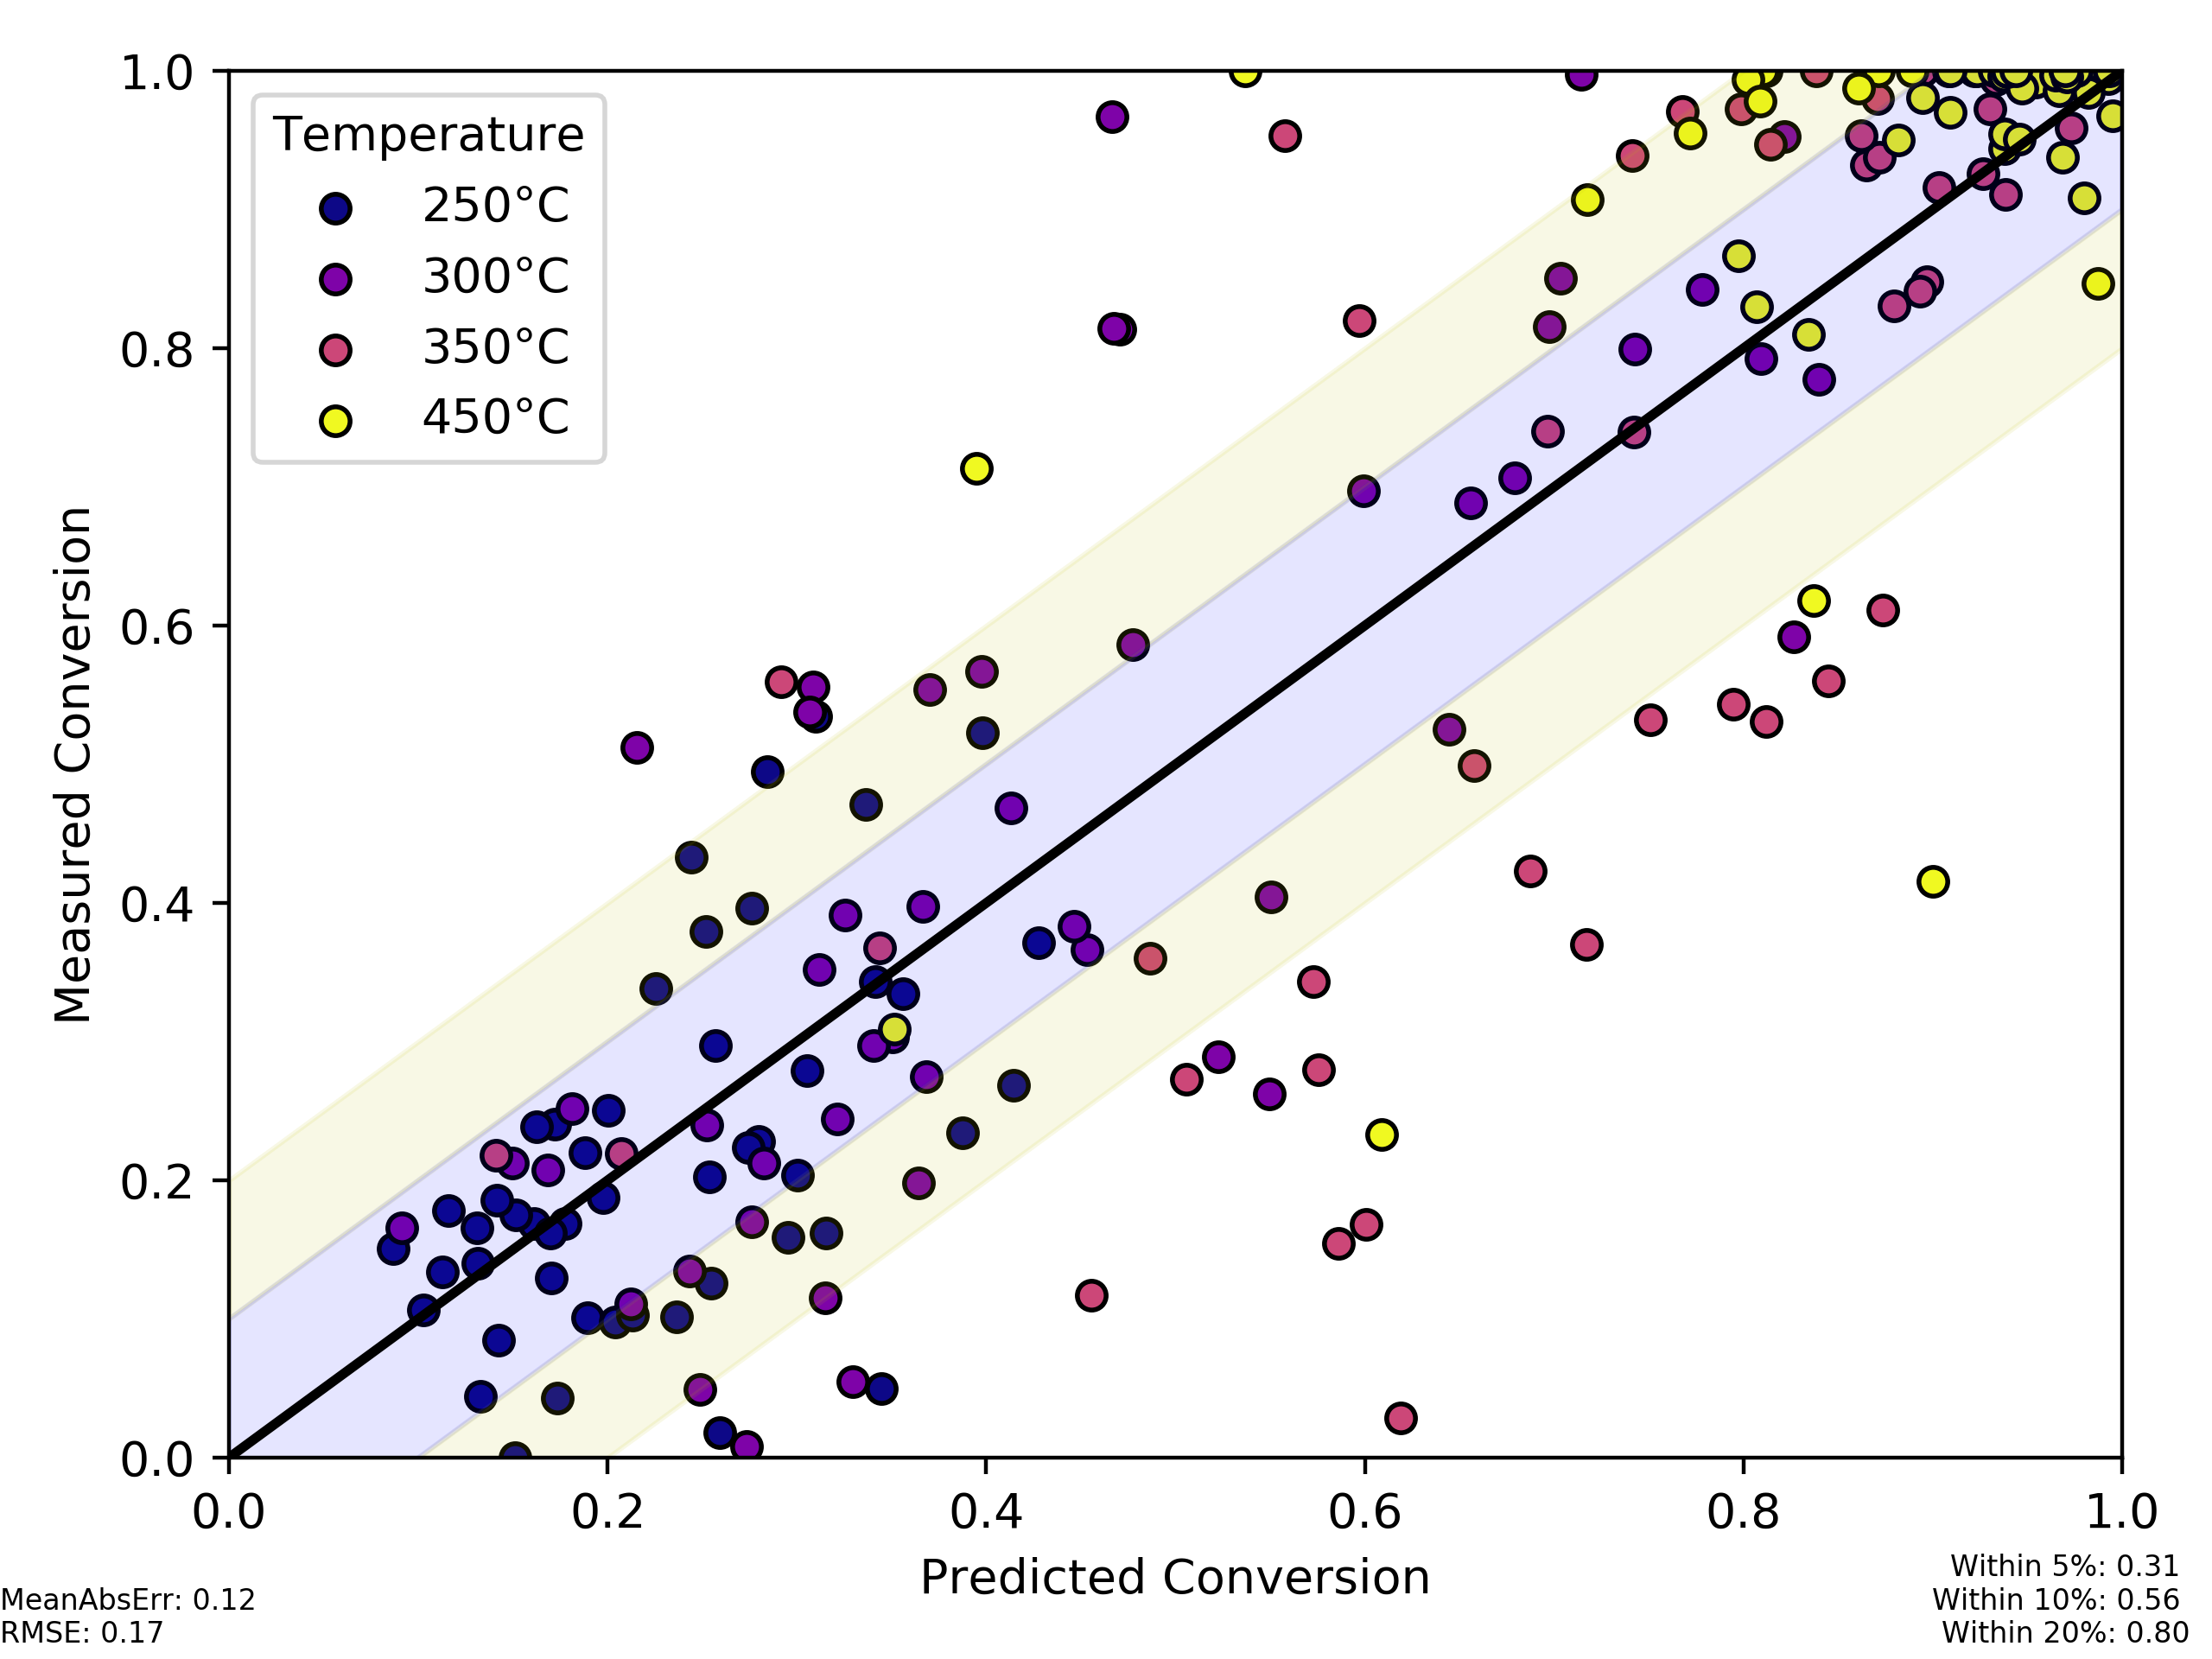 1.0
0.8
0.6
0.4
0.2
0.0
Measured Conversion
Temperature
250°C
300°C
350°C
450°C
0.0 0.2 0.4 0.6 0.8 1.0
Predicted Conversion
MeanAbsErr: 0.12
RMSE: 0.17
Within 5%: 0.31
Within 10%: 0.56
Within 20%: 0.80